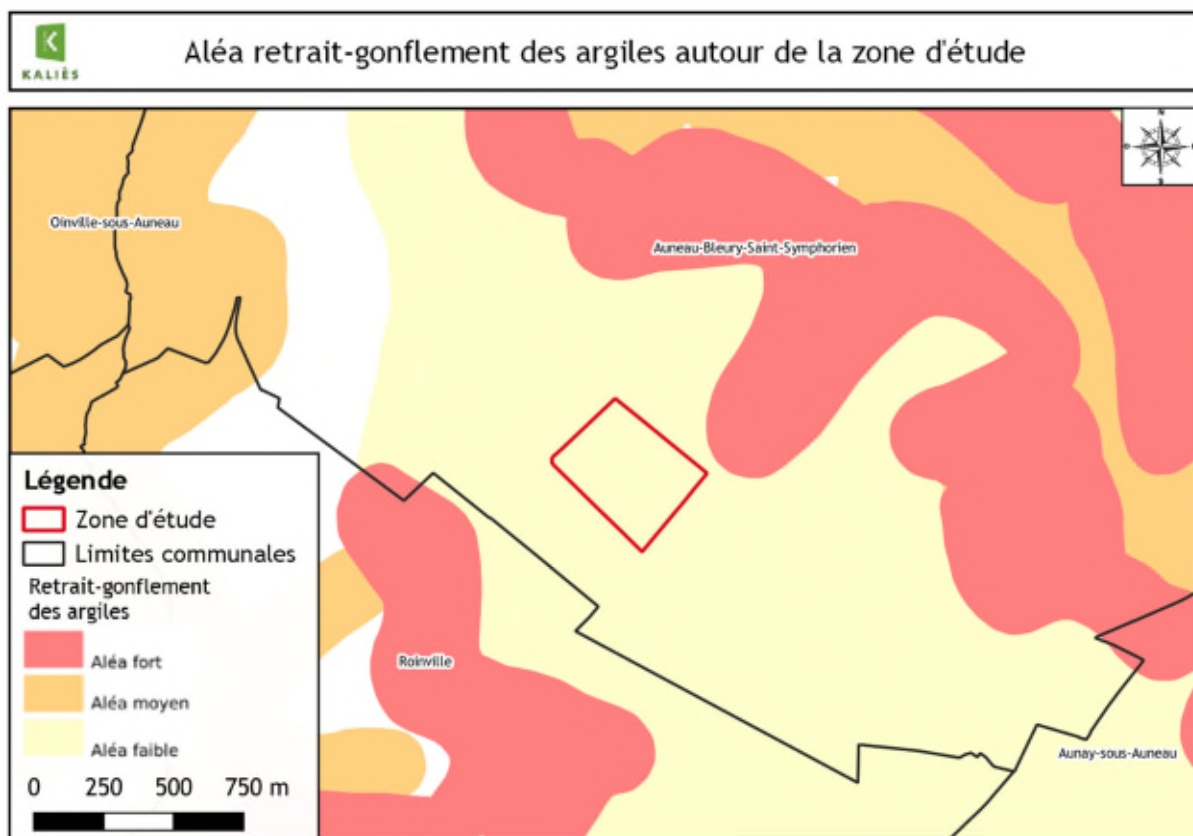 KALIÈS
Aléa retrait-gonflement des argiles autour de la zone d'étude
Oinville-sous-Auneau
Auneau-Bleury-Saint-Symphorien
Légende
Zone d'étude
Limites communales
Retrait-gonflement
des argiles
Aléa fort
Aléa moyen
Aléa faible
0 250 500 750 m
Roinville
Aunay-sous-Auneau